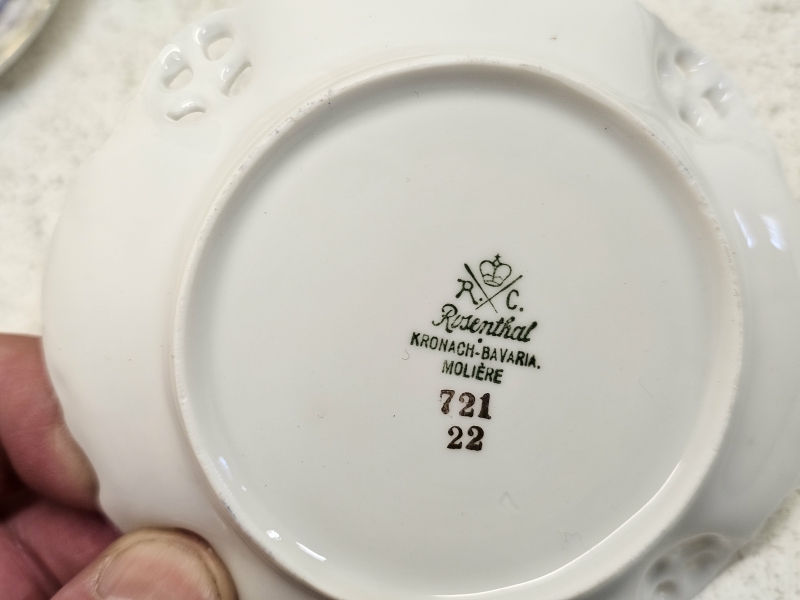 R. C.
Rosenthal
KRONACH-BAVARIA.
MOLIÈRE
721
22